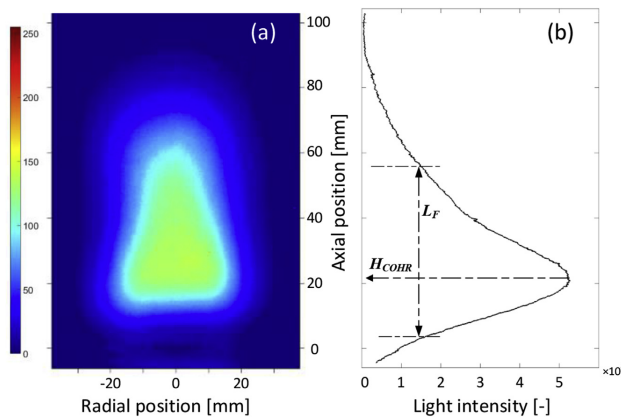 250
200
150
100
50
0
(a)
-20
0
20
Radial position [mm]
100
80
60
40
20
0
Axial position [mm]
(b)
L_F
H_COHR
0 1 2 3 4 5
×10
Light intensity [-]